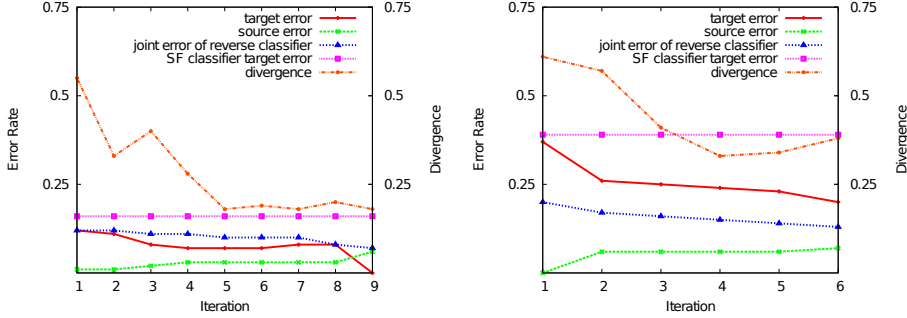 0.75
0.5
0.25
Error Rate
target error
source error
joint error of reverse classifier
SF classifier target error
divergence
0.75
0.5
0.25
Divergence
1 2 3 4 5 6 7 8 9
Iteration
0.75
0.5
0.25
Error Rate
target error
source error
joint error of reverse classifier
SF classifier target error
divergence
0.75
0.5
0.25
Divergence
1 2 3 4 5 6
Iteration